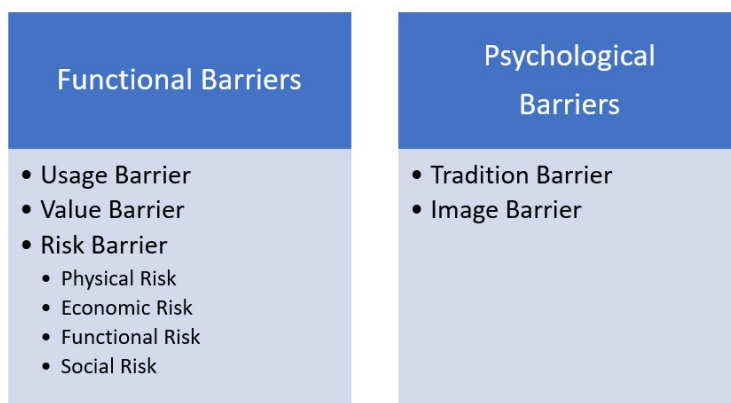 Functional Barriers
• Usage Barrier
• Value Barrier
• Risk Barrier
• Physical Risk
• Economic Risk
• Functional Risk
• Social Risk
Psychological
Barriers
• Tradition Barrier
• Image Barrier